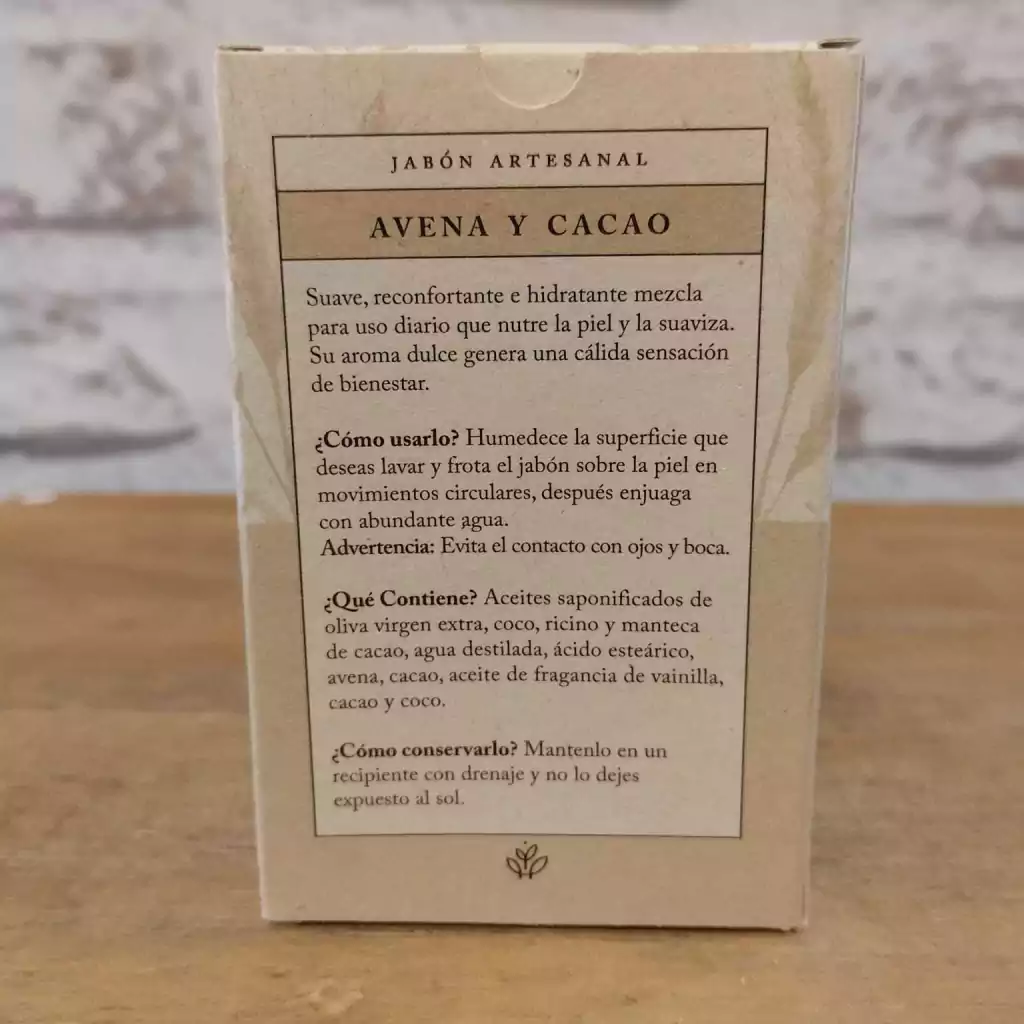 JABÓN ARTESANAL
AVENA Y CACAO
Suave, reconfortante e hidratante mezcla
para uso diario que nutre la piel y la suaviza.
Su aroma dulce genera una cálida sensación
de bienestar.
¿Cómo usarlo? Humedece la superficie que
deseas lavar y frota el jabón sobre la piel en
movimientos circulares, después enjuaga
con abundante agua.
Advertencia: Evita el contacto con ojos y boca.
¿Qué Contiene? Aceites saponificados de
oliva virgen extra, coco, ricino y manteca
de cacao, agua destilada, ácido esteárico,
avena, cacao, aceite de fragancia de vainilla,
cacao y coco.
¿Cómo conservarlo? Mantenlo en un
recipiente con drenaje y no lo dejes
expuesto al sol.